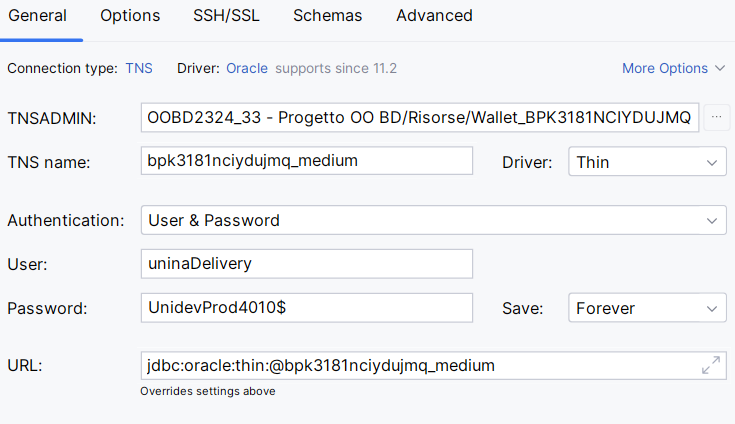 General Options SSH/SSL Schemas Advanced
Connection type: TNS Driver: Oracle supports since 11.2 More Options
TNSADMIN: OOBD2324_33 - Progetto OO BD/Risorse/Wallet_BPK3181NCIYDUJMQ ...
TNS name: bpk3181nciydujmq_medium Driver: Thin
Authentication: User & Password
User: uninaDelivery
Password: UnidevProd4010$ Save: Forever
URL: jdbc:oracle:thin:@bpk3181nciydujmq_medium
Overrides settings above